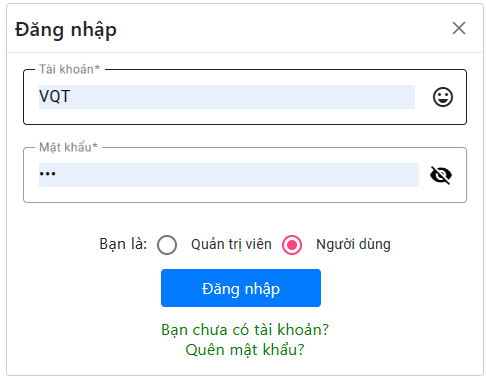 Đăng nhập
Tài khoản*
VQT
Mật khẩu*
•••
Bạn là: Quản trị viên Người dùng
Đăng nhập
Bạn chưa có tài khoản?
Quên mật khẩu?